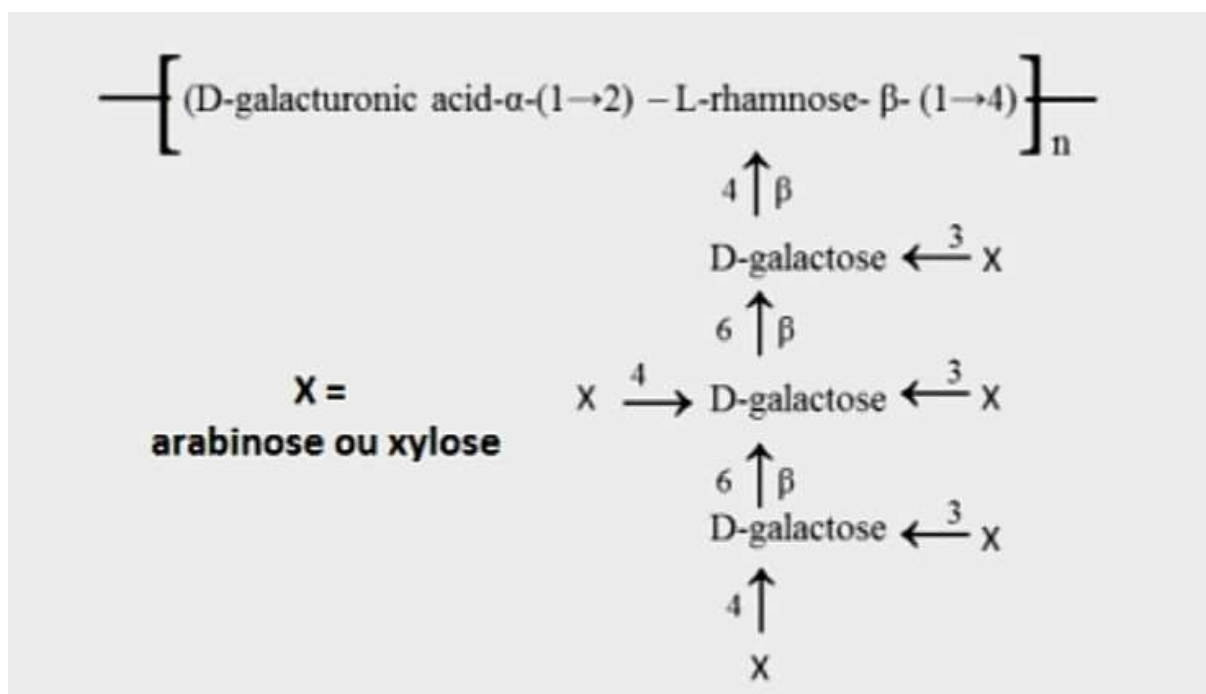 (D-galacturonic acid-α-(1→2) – L-rhamnose- β- (1→4)
n
4 β
D-galactose 3 X
6 β
X 4 D-galactose 3 X
X =
arabinose ou xylose
6 β
D-galactose 3 X
4
X